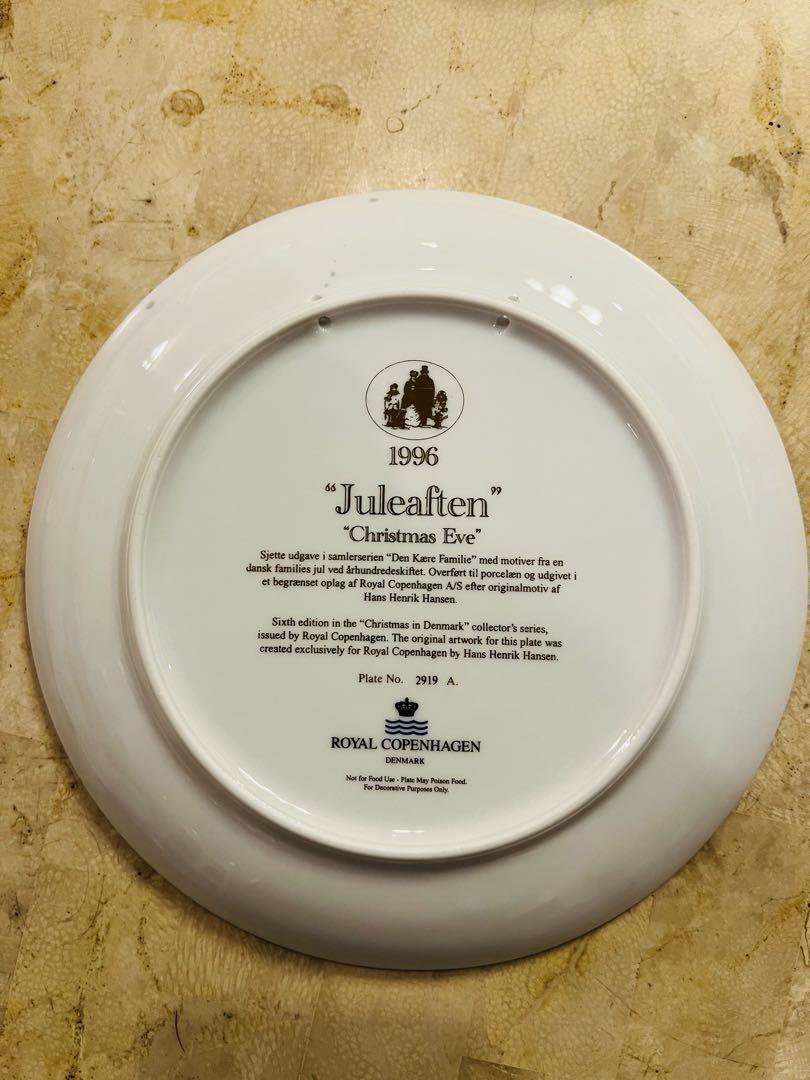 1996
“Juleaften”
“Christmas Eve”
Sjette udgave i samlerserien “Den Kære Familie” med motiver fra en
dansk families jul ved århundredeskiftet. Overført til porcelæn og udgivet i
et begrænset oplag af Royal Copenhagen A/S efter originalmotiv af
Hans Henrik Hansen.
Sixth edition in the “Christmas in Denmark” collector's series,
issued by Royal Copenhagen. The original artwork for this plate was
created exclusively for Royal Copenhagen by Hans Henrik Hansen.
Plate No. 2919 A.
ROYAL COPENHAGEN
DENMARK
Not for Food Use - Plate May Poison Food.
For Decorative Purposes Only.